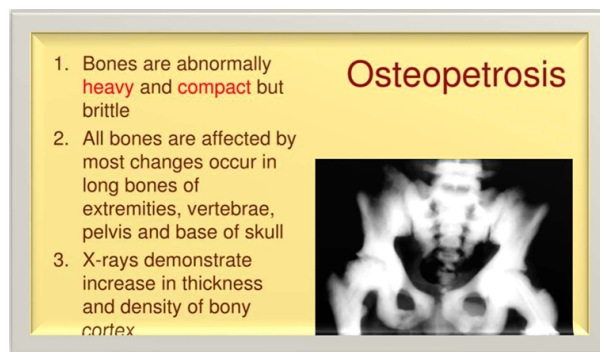 Osteopetrosis
1. Bones are abnormally
heavy and compact but
brittle
2. All bones are affected by
most changes occur in
long bones of
extremities, vertebrae,
pelvis and base of skull
3. X-rays demonstrate
increase in thickness
and density of bony
cortex